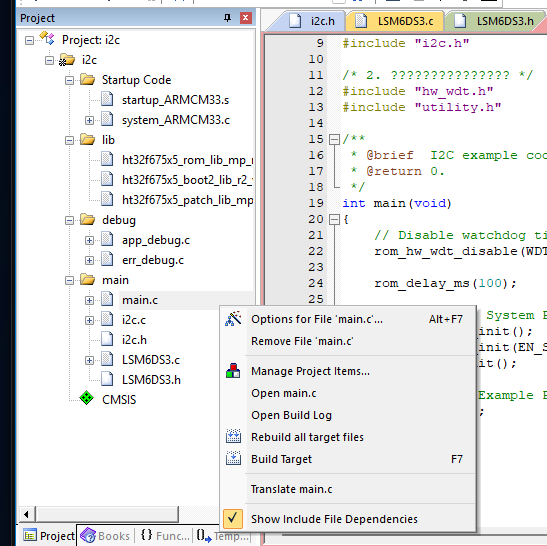 Project
Project: i2c
i2c
Startup Code
startup_ARMCM33.s
system_ARMCM33.c
lib
ht32f675x5_rom_lib_mp_r
ht32f675x5_boot2_lib_r2_
ht32f675x5_patch_lib_mp_
debug
app_debug.c
err_debug.c
main
main.c
i2c.c
i2c.h
LSM6DS3.c
LSM6DS3.h
CMSIS
Project Books {} Func... Temp...
i2c.h LSM6DS3.c LSM6DS3.h
9 #include "i2c.h"
10
11 /* 2. ??????????????? */
12 #include "hw_wdt.h"
13 #include "utility.h"
14
15 /**
16 * @brief I2C example coo
17 * @return 0.
18 */
19 int main(void)
20 {
21 // Disable watchdog ti
22 rom_hw_wdt_disable(WDT
23
24 rom_delay_ms(100);
25
System P
init();
init(EN_S
it();
Example P
;
Options for File 'main.c'... Alt+F7
Remove File 'main.c'
Manage Project Items...
Open main.c
Open Build Log
Rebuild all target files
Build Target F7
Translate main.c
Show Include File Dependencies